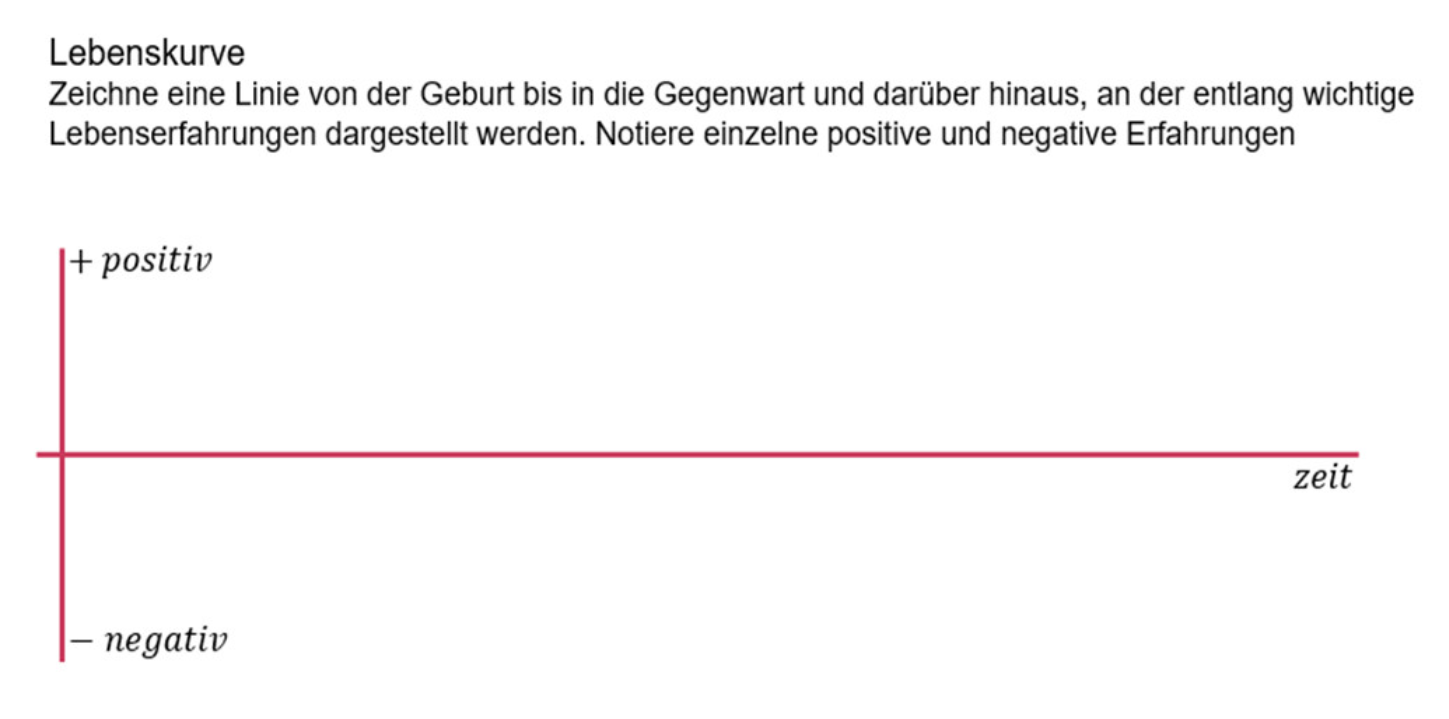 Lebenskurve
Zeichne eine Linie von der Geburt bis in die Gegenwart und darüber hinaus, an der entlang wichtige
Lebenserfahrungen dargestellt werden. Notiere einzelne positive und negative Erfahrungen
+ positiv
zeit
− negativ